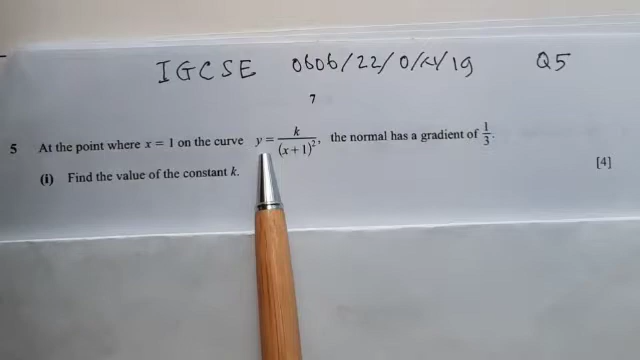 IGCSE 0606/22/O/N/19 Q5
7
5 At the point where x = 1 on the curve y = k/(x+1)², the normal has a gradient of 1/3.
(i) Find the value of the constant k.
[4]